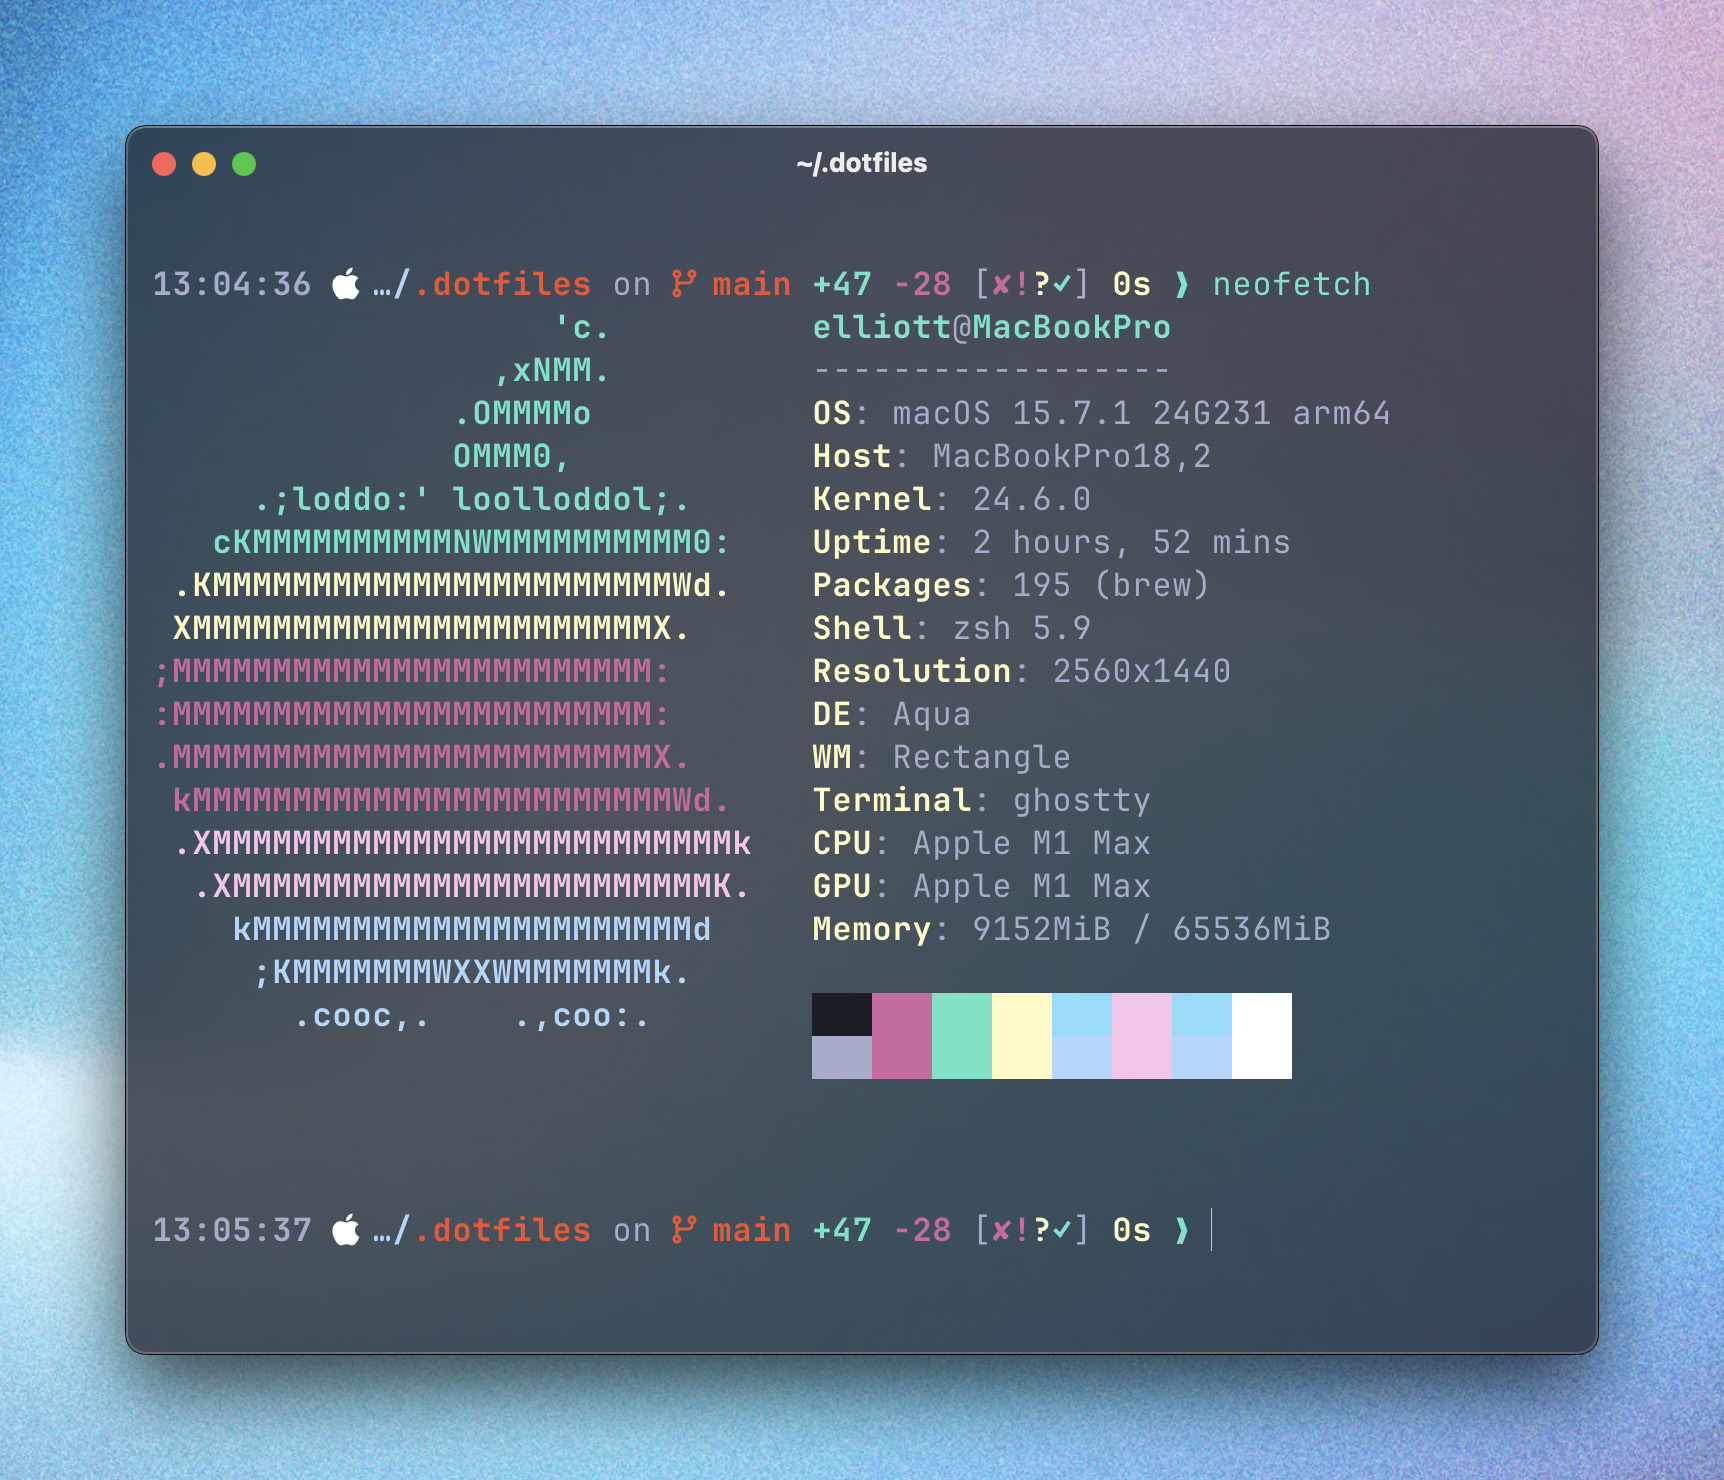 ~/.dotfiles
13:04:36 …/.dotfiles on main +47 -28 [✘!?✓] 0s ❫ neofetch
'c. elliott@MacBookPro
,xNMM. ------------------
.OMMMMo OS: macOS 15.7.1 24G231 arm64
OMMM0, Host: MacBookPro18,2
.;loddo:' loolloddol;. Kernel: 24.6.0
cKMMMMMMMMMMNWMMMMMMMMMM0: Uptime: 2 hours, 52 mins
.KMMMMMMMMMMMMMMMMMMMMMMMWd. Packages: 195 (brew)
XMMMMMMMMMMMMMMMMMMMMMMMX. Shell: zsh 5.9
;MMMMMMMMMMMMMMMMMMMMMMMM: Resolution: 2560x1440
:MMMMMMMMMMMMMMMMMMMMMMMM: DE: Aqua
.MMMMMMMMMMMMMMMMMMMMMMMMX. WM: Rectangle
kMMMMMMMMMMMMMMMMMMMMMMMMWd. Terminal: ghostty
.XMMMMMMMMMMMMMMMMMMMMMMMMMMk CPU: Apple M1 Max
.XMMMMMMMMMMMMMMMMMMMMMMMMK. GPU: Apple M1 Max
kMMMMMMMMMMMMMMMMMMMMMMd Memory: 9152MiB / 65536MiB
;KMMMMMMMWXXWMMMMMMMk.
.cooc,. .,coo:.
13:05:37 …/.dotfiles on main +47 -28 [✘!?✓] 0s ❫